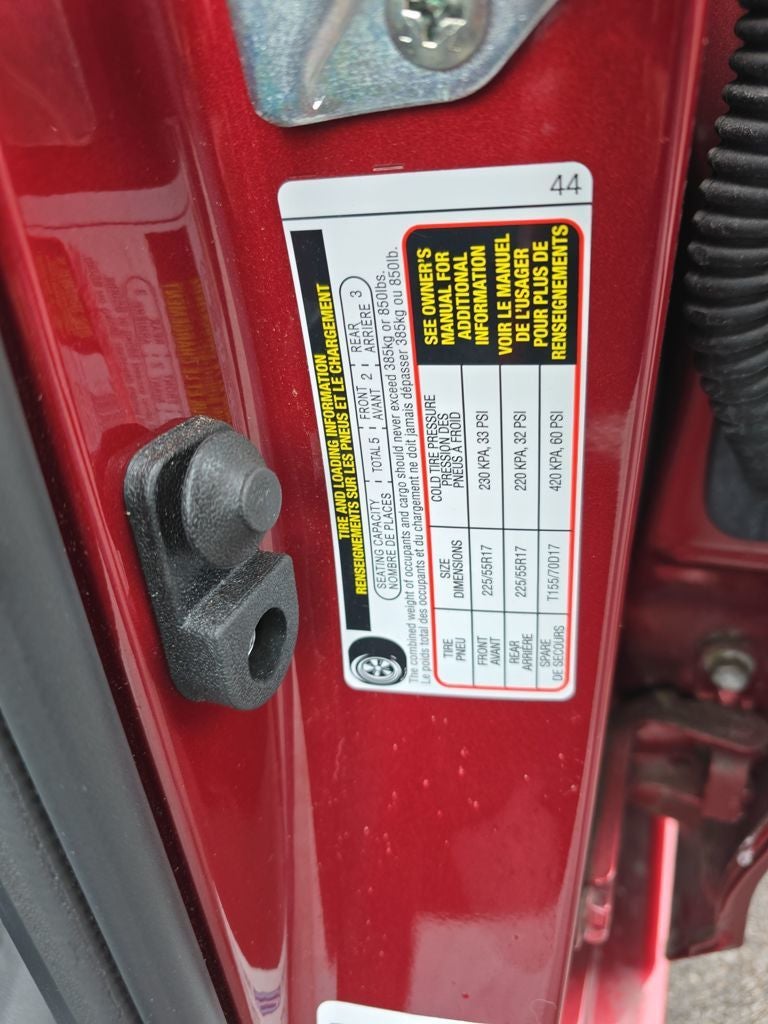 44
TIRE AND LOADING INFORMATION
RENSEIGNEMENTS SUR LES PNEUS ET LE CHARGEMENT
SEATING CAPACITY TOTAL 5 FRONT 2 REAR 3
NOMBRE DE PLACES AVANT ARRIÈRE
The combined weight of occupants and cargo should never exceed 385kg or 850lbs.
Le poids total des occupants et du chargement ne doit jamais dépasser 385kg ou 850lb.
TIRE SIZE COLD TIRE PRESSURE
PNEU DIMENSIONS PRESSION DES
PNEUS À FROID
FRONT 225/55R17 230 KPA, 33 PSI
AVANT
REAR 225/55R17 220 KPA, 32 PSI
ARRIÈRE
SPARE T155/70D17 420 KPA, 60 PSI
DE SECOURS
SEE OWNER'S
MANUAL FOR
ADDITIONAL
INFORMATION
VOIR LE MANUEL
DE L'USAGER
POUR PLUS DE
RENSEIGNEMENTS